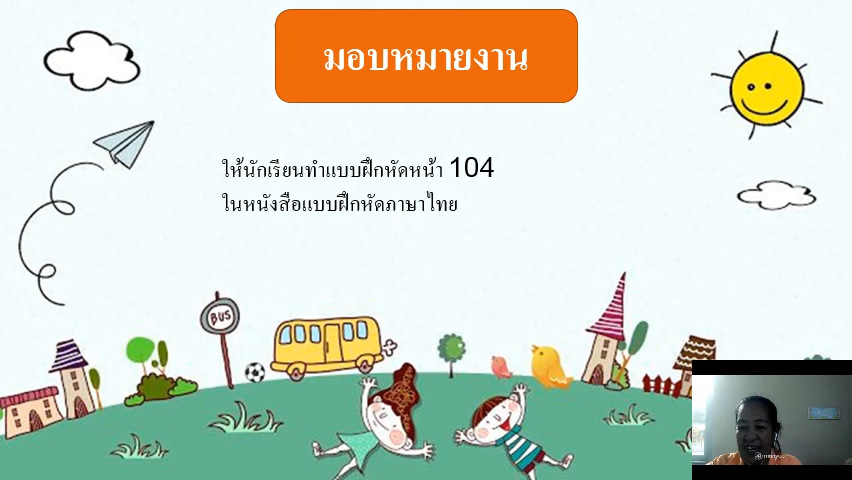 มอบหมายงาน
ให้นักเรียนทำแบบฝึกหัดหน้า 104
ในหนังสือแบบฝึกหัดภาษาไทย
BUS